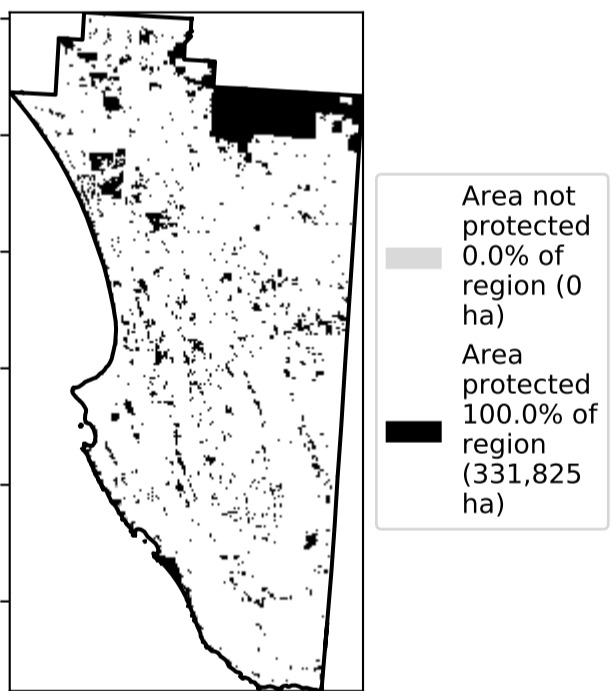 Area not
protected
0.0% of
region (0
ha)
Area
protected
100.0% of
region
(331,825
ha)